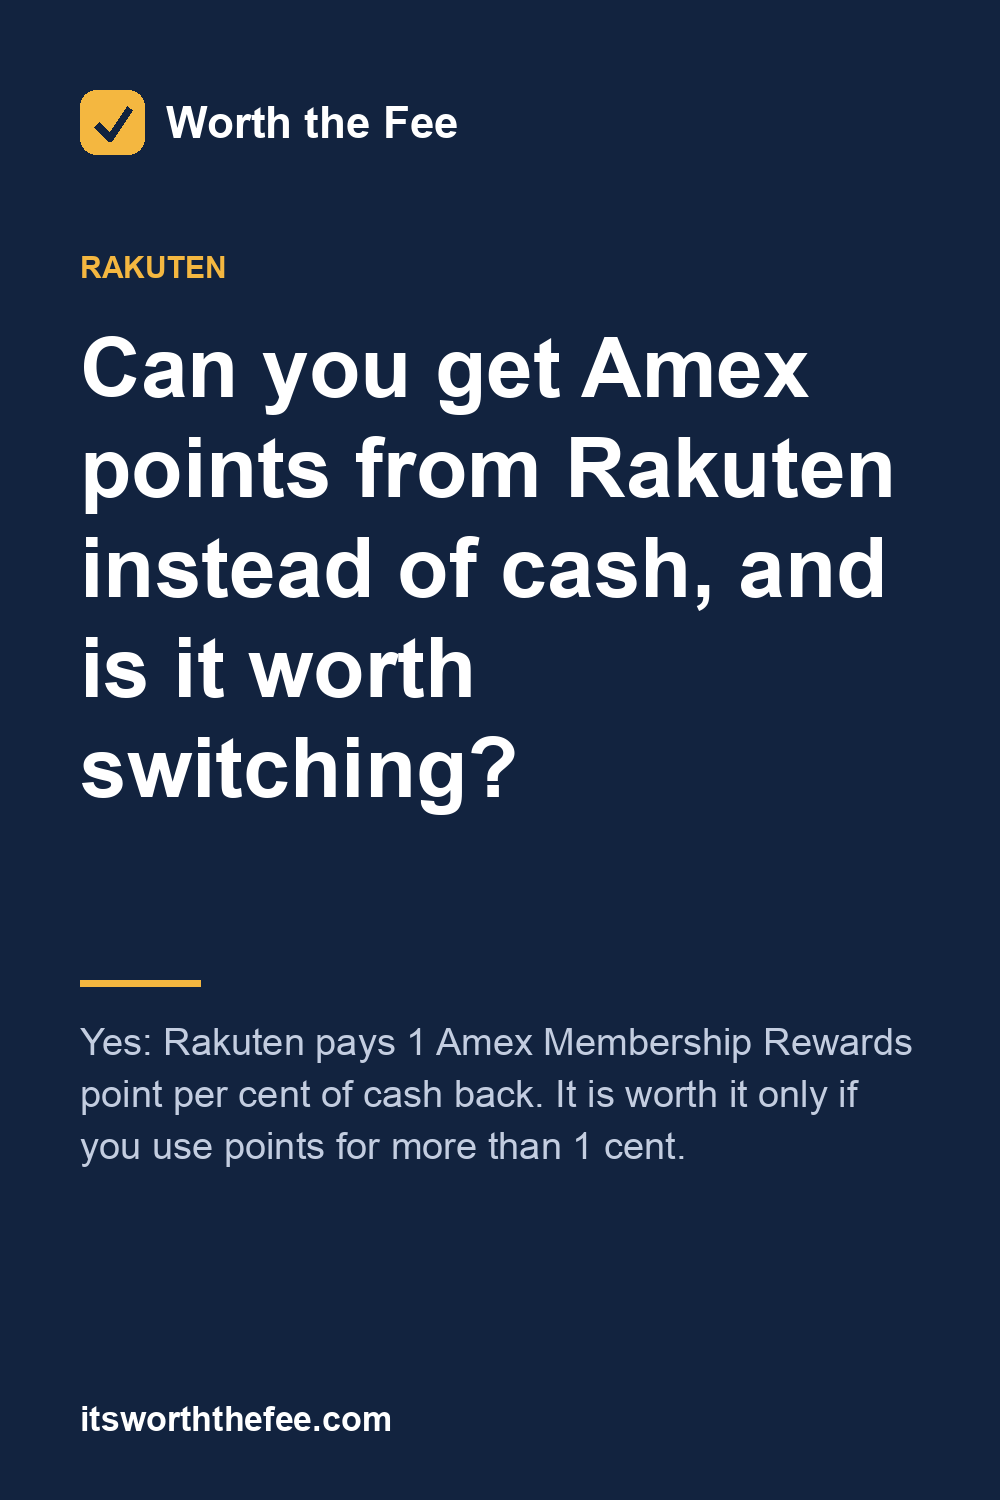 Worth the Fee
RAKUTEN
Can you get Amex
points from Rakuten
instead of cash, and
is it worth
switching?
Yes: Rakuten pays 1 Amex Membership Rewards
point per cent of cash back. It is worth it only if
you use points for more than 1 cent.
itsworththefee.com